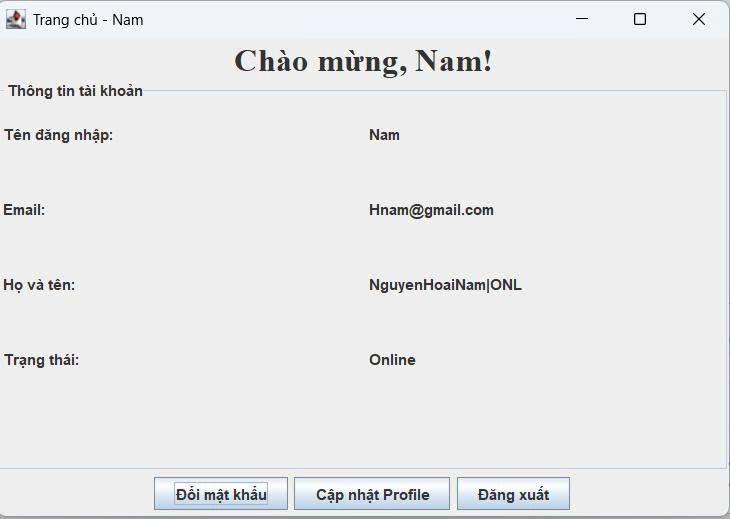 Trang chủ - Nam
Chào mừng, Nam!
Thông tin tài khoản
Tên đăng nhập: Nam
Email: Hnam@gmail.com
Họ và tên: NguyenHoaiNam|ONL
Trạng thái: Online
Đổi mật khẩu Cập nhật Profile Đăng xuất